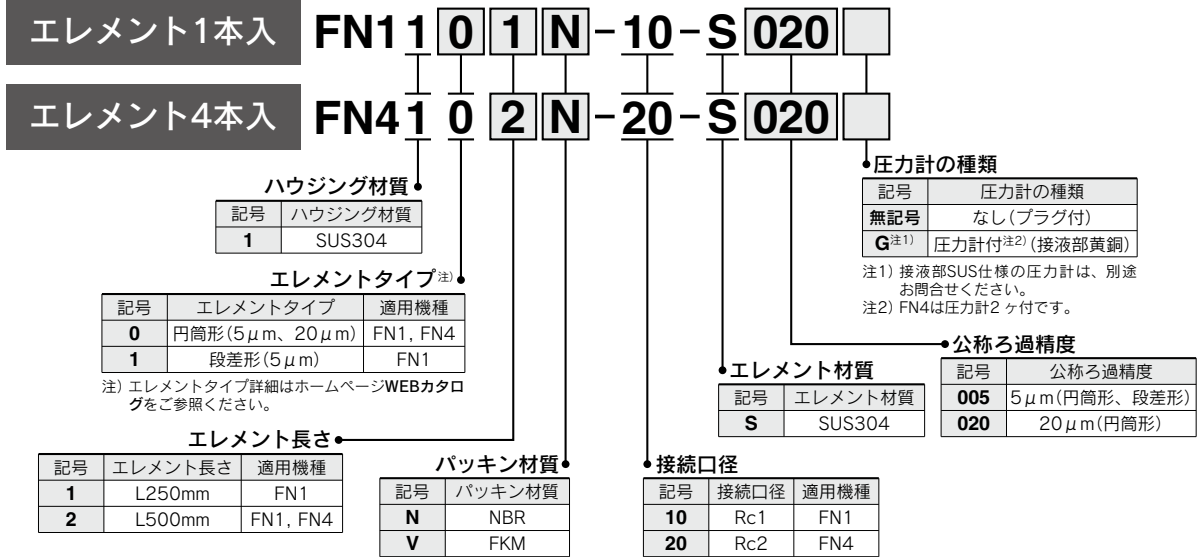 エレメント1本入 FN1101N-10-S020
エレメント4本入 FN4102N-20-S020
ハウジング材質
記号 ハウジング材質
1 SUS304
エレメントタイプ注)
記号 エレメントタイプ 適用機種
0 円筒形(5μm、20μm) FN1, FN4
1 段差形(5μm) FN1
注) エレメントタイプ詳細はホームページWEBカタロ
グをご参照ください。
エレメント長さ
記号 エレメント長さ 適用機種
1 L250mm FN1
2 L500mm FN1, FN4
パッキン材質
記号 パッキン材質
N NBR
V FKM
接続口径
記号 接続口径 適用機種
10 Rc1 FN1
20 Rc2 FN4
エレメント材質
記号 エレメント材質
S SUS304
公称ろ過精度
記号 公称ろ過精度
005 5μm(円筒形、段差形)
020 20μm(円筒形)
圧力計の種類
記号 圧力計の種類
無記号 なし(プラグ付)
G注1) 圧力計付注2)(接液部黄銅)
注1) 接液部SUS仕様の圧力計は、別途
お問合せください。
注2) FN4は圧力計2ヶ付です。